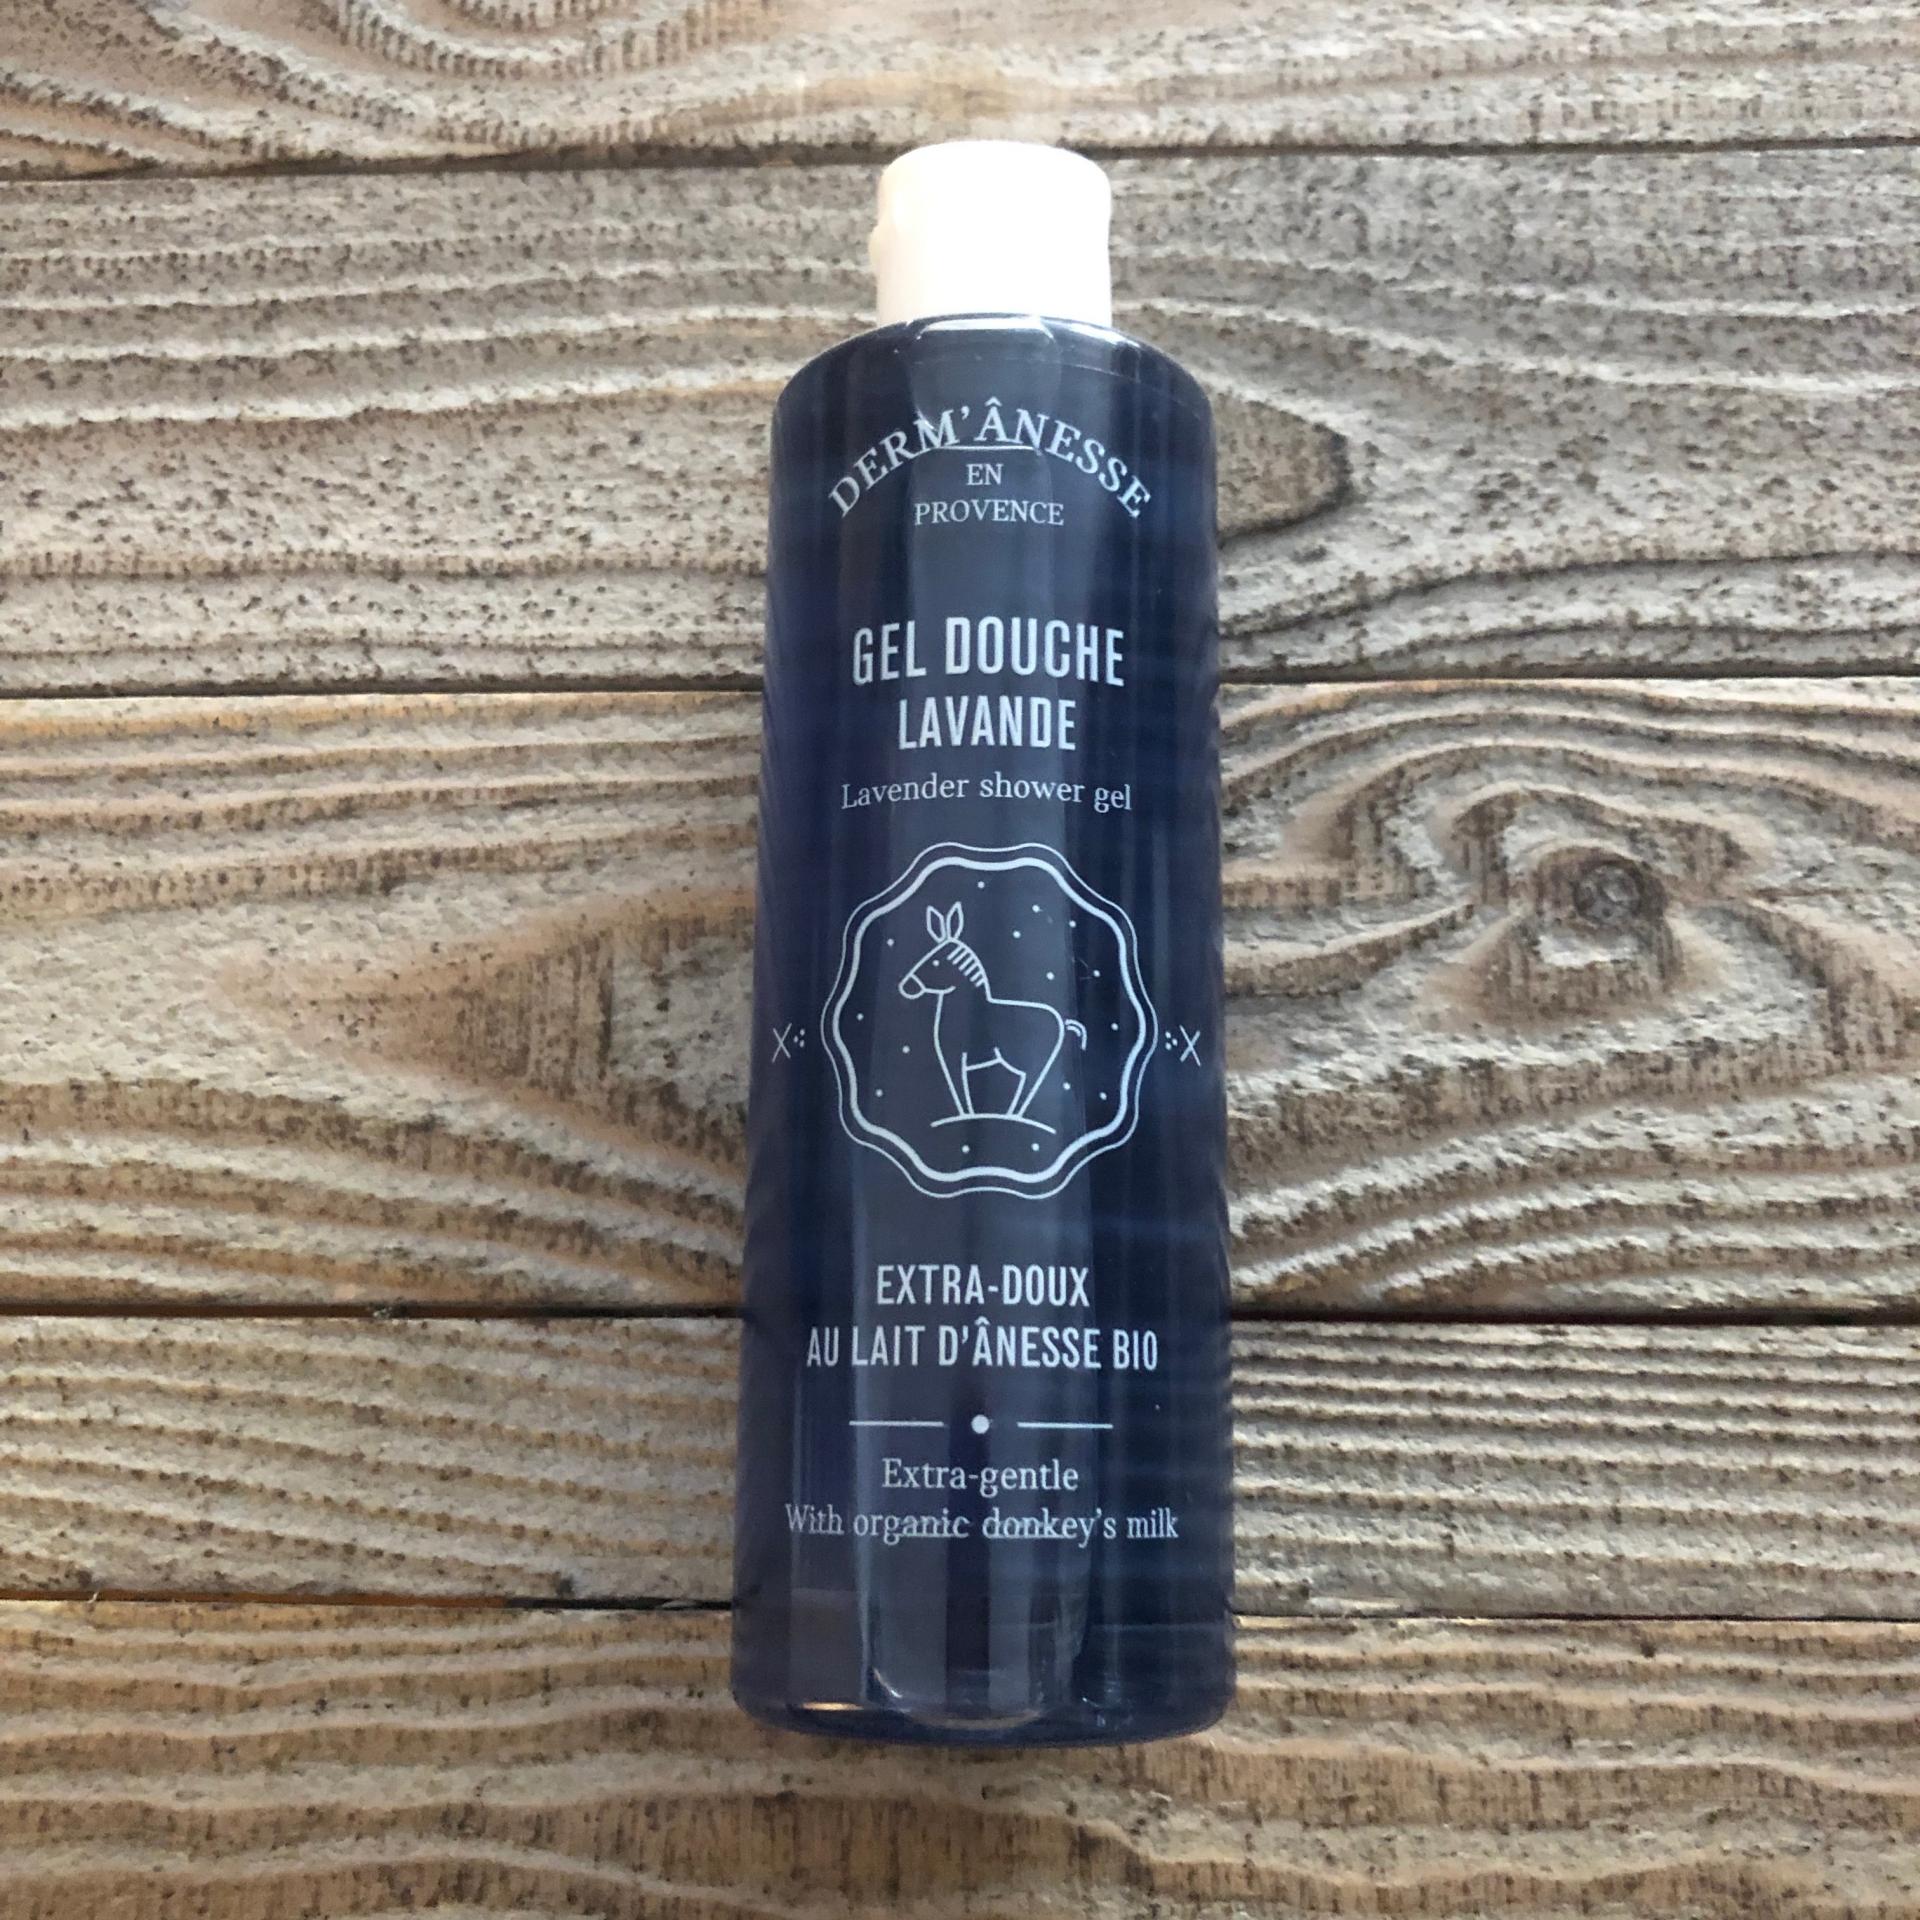 DERM'ÂNESSE
EN
PROVENCE
GEL DOUCHE
LAVANDE
Lavender shower gel
EXTRA-DOUX
AU LAIT D'ÂNESSE BIO
Extra-gentle
With organic donkey's milk